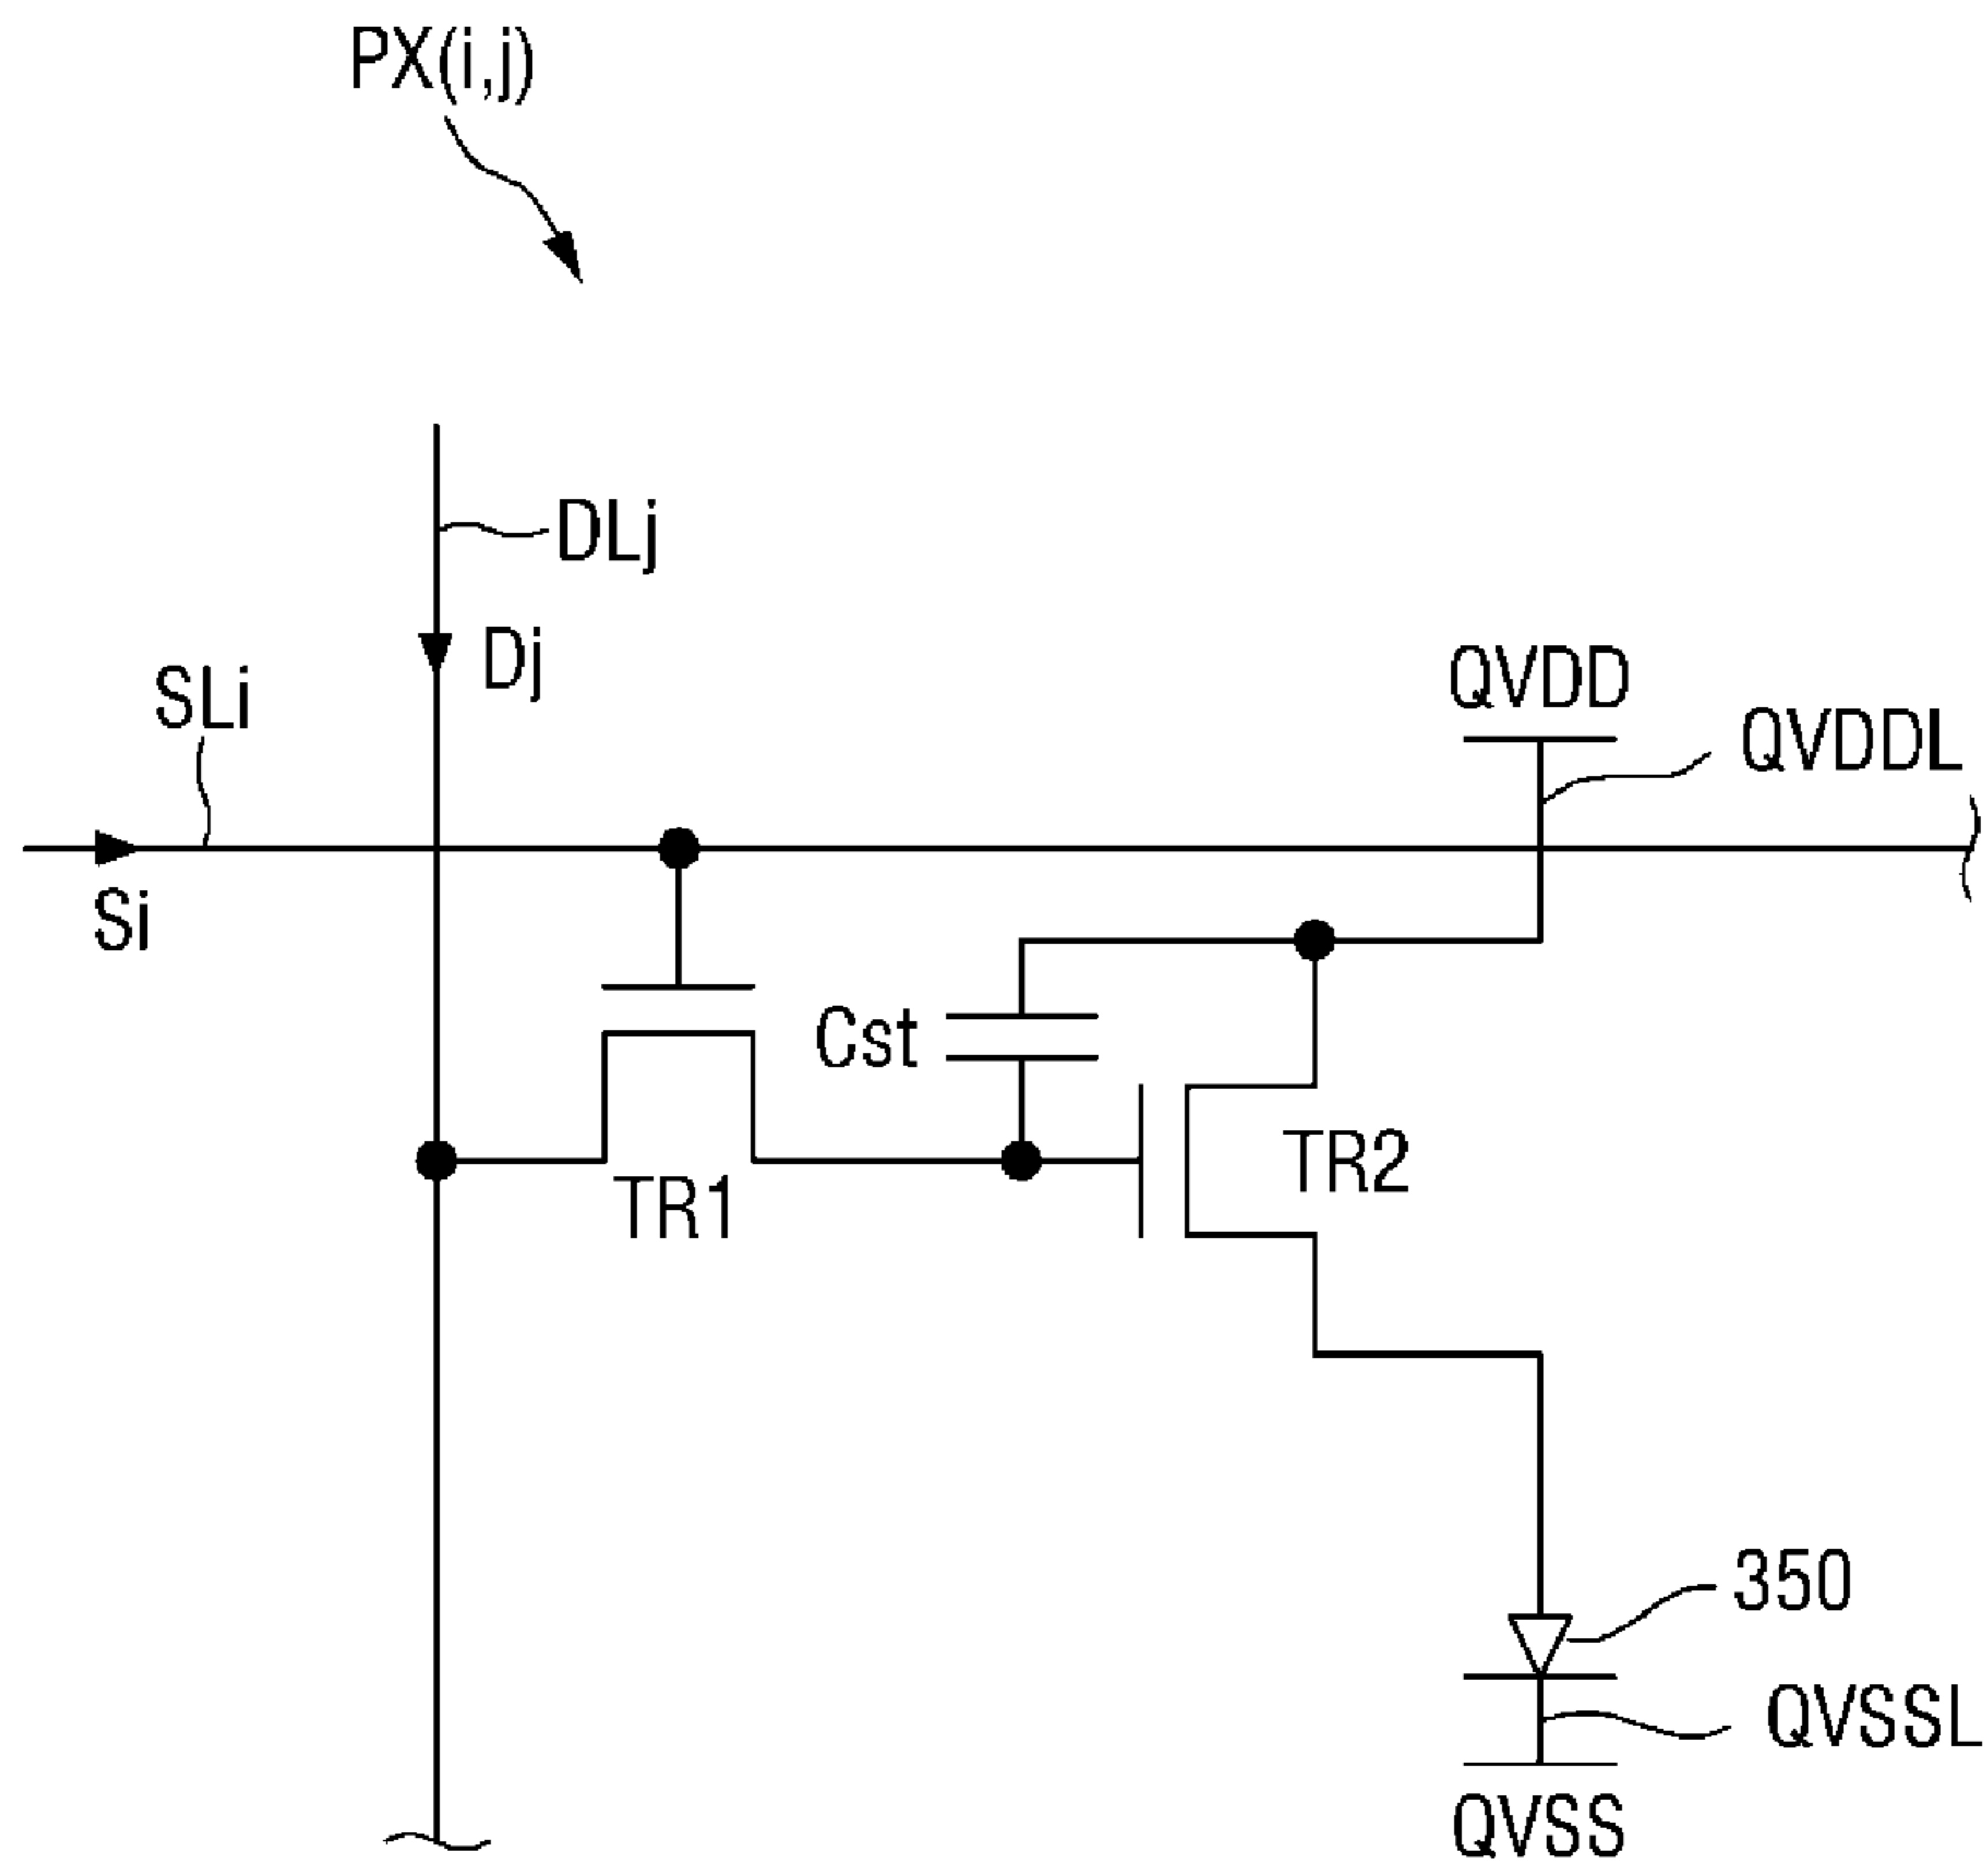 PX(i,j)
DLj
Dj
SLi
QVDD
QVDDL
Si
Cst
TR2
TR1
350
QVSSL
QVSS